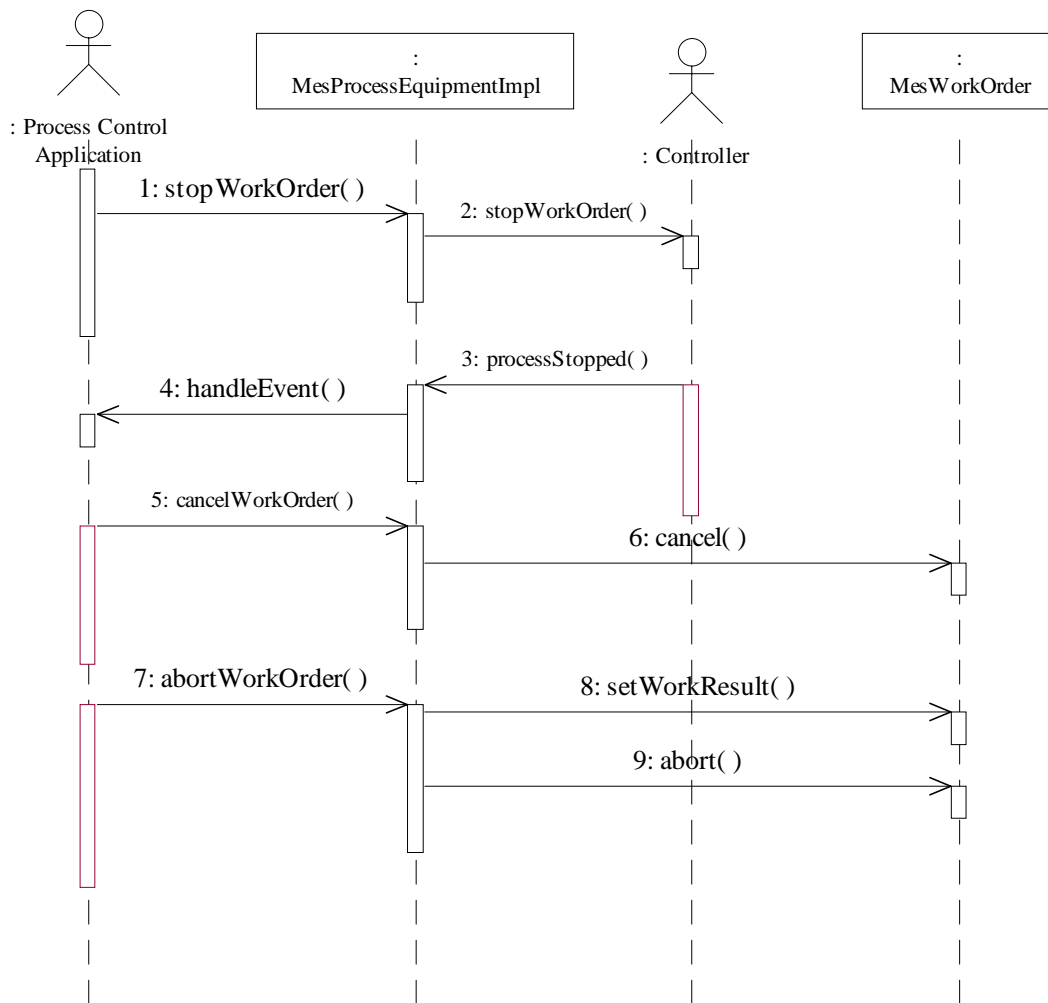 : Process Control
Application
:
MesProcessEquipmentImpl
: Controller
:
MesWorkOrder
1: stopWorkOrder( )
2: stopWorkOrder( )
3: processStopped( )
4: handleEvent( )
5: cancelWorkOrder( )
6: cancel( )
7: abortWorkOrder( )
8: setWorkResult( )
9: abort( )